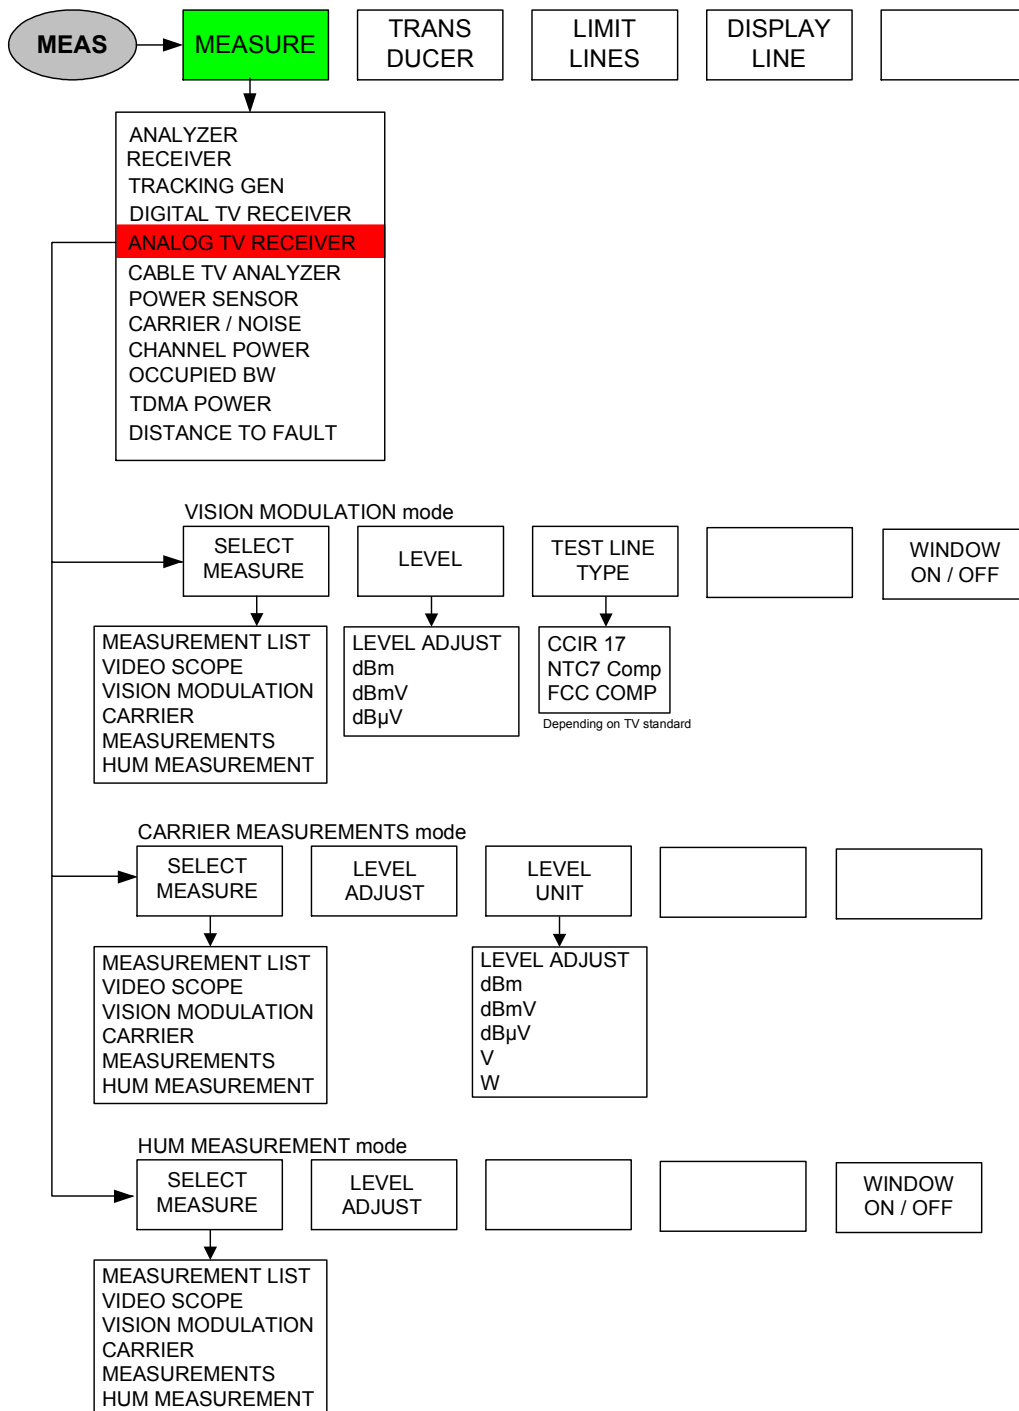 MEAS
MEASURE
TRANS
DUCER
LIMIT
LINES
DISPLAY
LINE
ANALYZER
RECEIVER
TRACKING GEN
DIGITAL TV RECEIVER
ANALOG TV RECEIVER
CABLE TV ANALYZER
POWER SENSOR
CARRIER / NOISE
CHANNEL POWER
OCCUPIED BW
TDMA POWER
DISTANCE TO FAULT
VISION MODULATION mode
SELECT
MEASURE
LEVEL
TEST LINE
TYPE
WINDOW
ON / OFF
MEASUREMENT LIST
VIDEO SCOPE
VISION MODULATION
CARRIER
MEASUREMENTS
HUM MEASUREMENT
LEVEL ADJUST
dBm
dBmV
dBµV
CCIR 17
NTC7 Comp
FCC COMP
Depending on TV standard
CARRIER MEASUREMENTS mode
SELECT
MEASURE
LEVEL
ADJUST
LEVEL
UNIT
MEASUREMENT LIST
VIDEO SCOPE
VISION MODULATION
CARRIER
MEASUREMENTS
HUM MEASUREMENT
LEVEL ADJUST
dBm
dBmV
dBµV
V
W
HUM MEASUREMENT mode
SELECT
MEASURE
LEVEL
ADJUST
WINDOW
ON / OFF
MEASUREMENT LIST
VIDEO SCOPE
VISION MODULATION
CARRIER
MEASUREMENTS
HUM MEASUREMENT